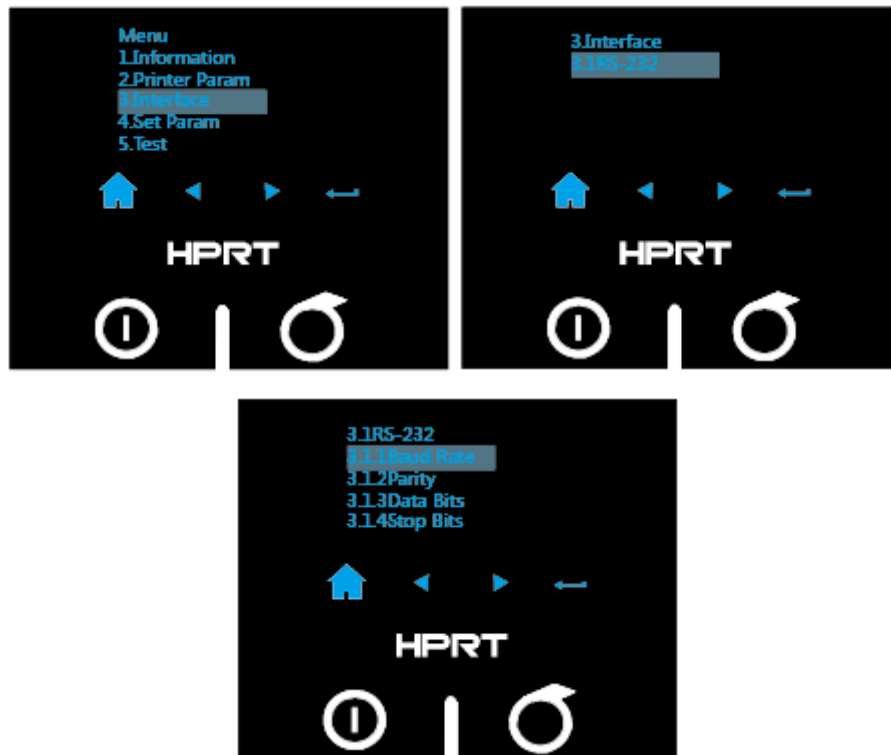 Menu
1.Information
2.Printer Param
3.Interface
4.Set Param
5.Test
HPRT
3.Interface
3.1RS-232
HPRT
3.1RS-232
3.1.1Baud Rate
3.1.2Parity
3.1.3Data Bits
3.1.4Stop Bits
HPRT